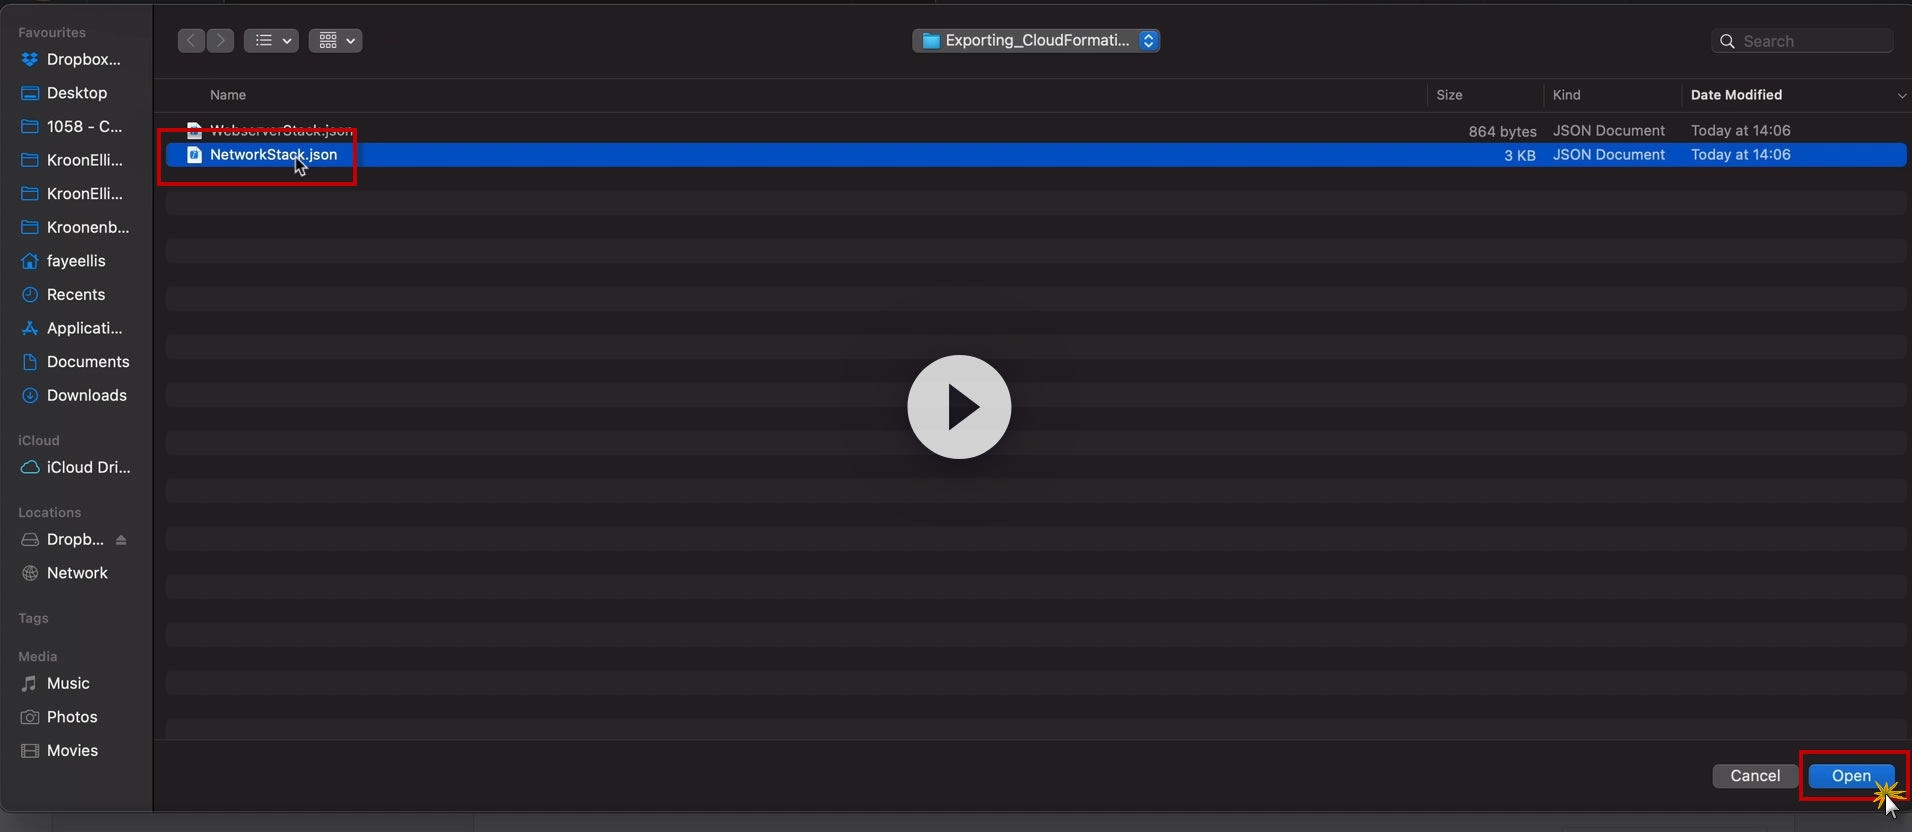 Favourites
Dropbox...
Desktop
1058 - C...
KroonElli...
KroonElli...
Kroonenb...
fayeellis
Recents
Applicati...
Documents
Downloads
iCloud
iCloud Dri...
Locations
Dropb...
Network
Tags
Media
Music
Photos
Movies
Exporting_CloudFormati...
Search
Name Size Kind Date Modified
WebserverStack.json 864 bytes JSON Document Today at 14:06
NetworkStack.json 3 KB JSON Document Today at 14:06
Cancel Open